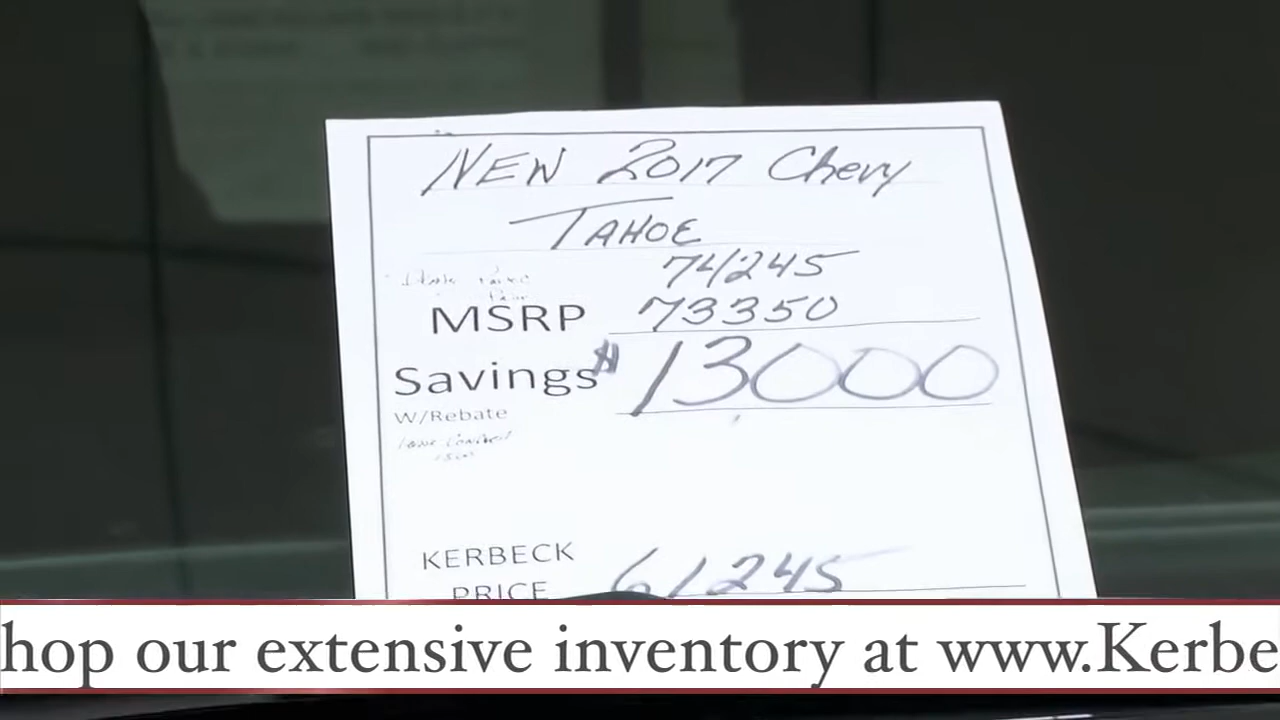 NEW 2017 Chevy
TAHOE
74245
MSRP 73350
Savings $13000
W/Rebate
KERBECK
PRICE 61245
hop our extensive inventory at www.Kerbe